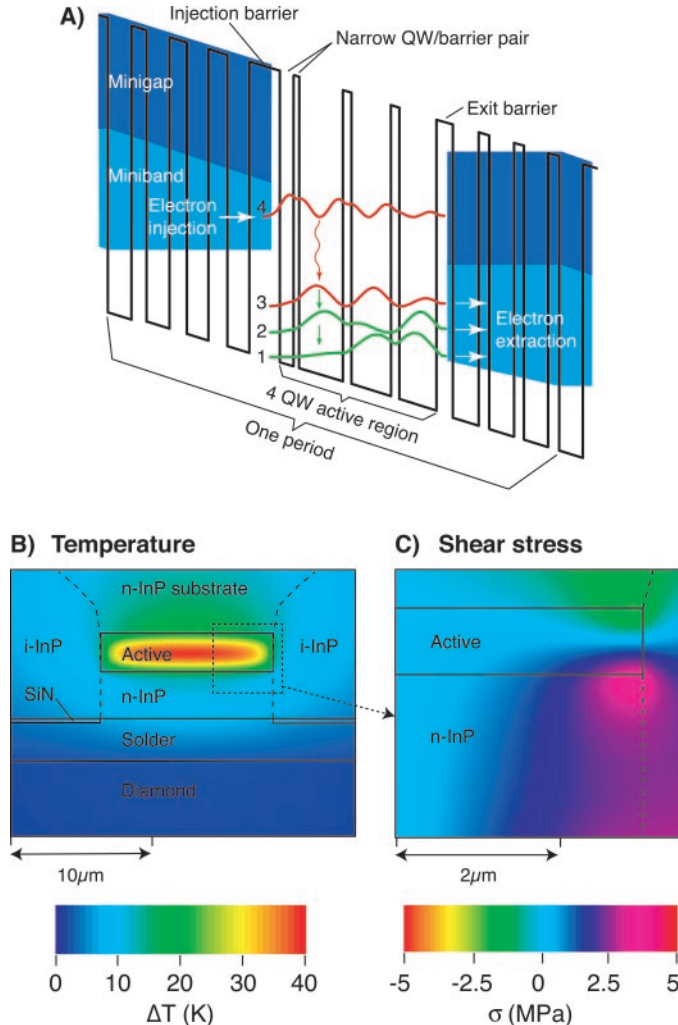 A)
Injection barrier
Narrow QW/barrier pair
Exit barrier
Minigap
Miniband
Electron
injection
4
3
2
1
Electron
extraction
4 QW active region
One period
B) Temperature
n-InP substrate
i-InP
i-InP
Active
n-InP
SiN
Solder
Diamond
10μm
0 10 20 30 40
ΔT (K)
C) Shear stress
Active
n-InP
2μm
-5 -2.5 0 2.5 5
σ (MPa)